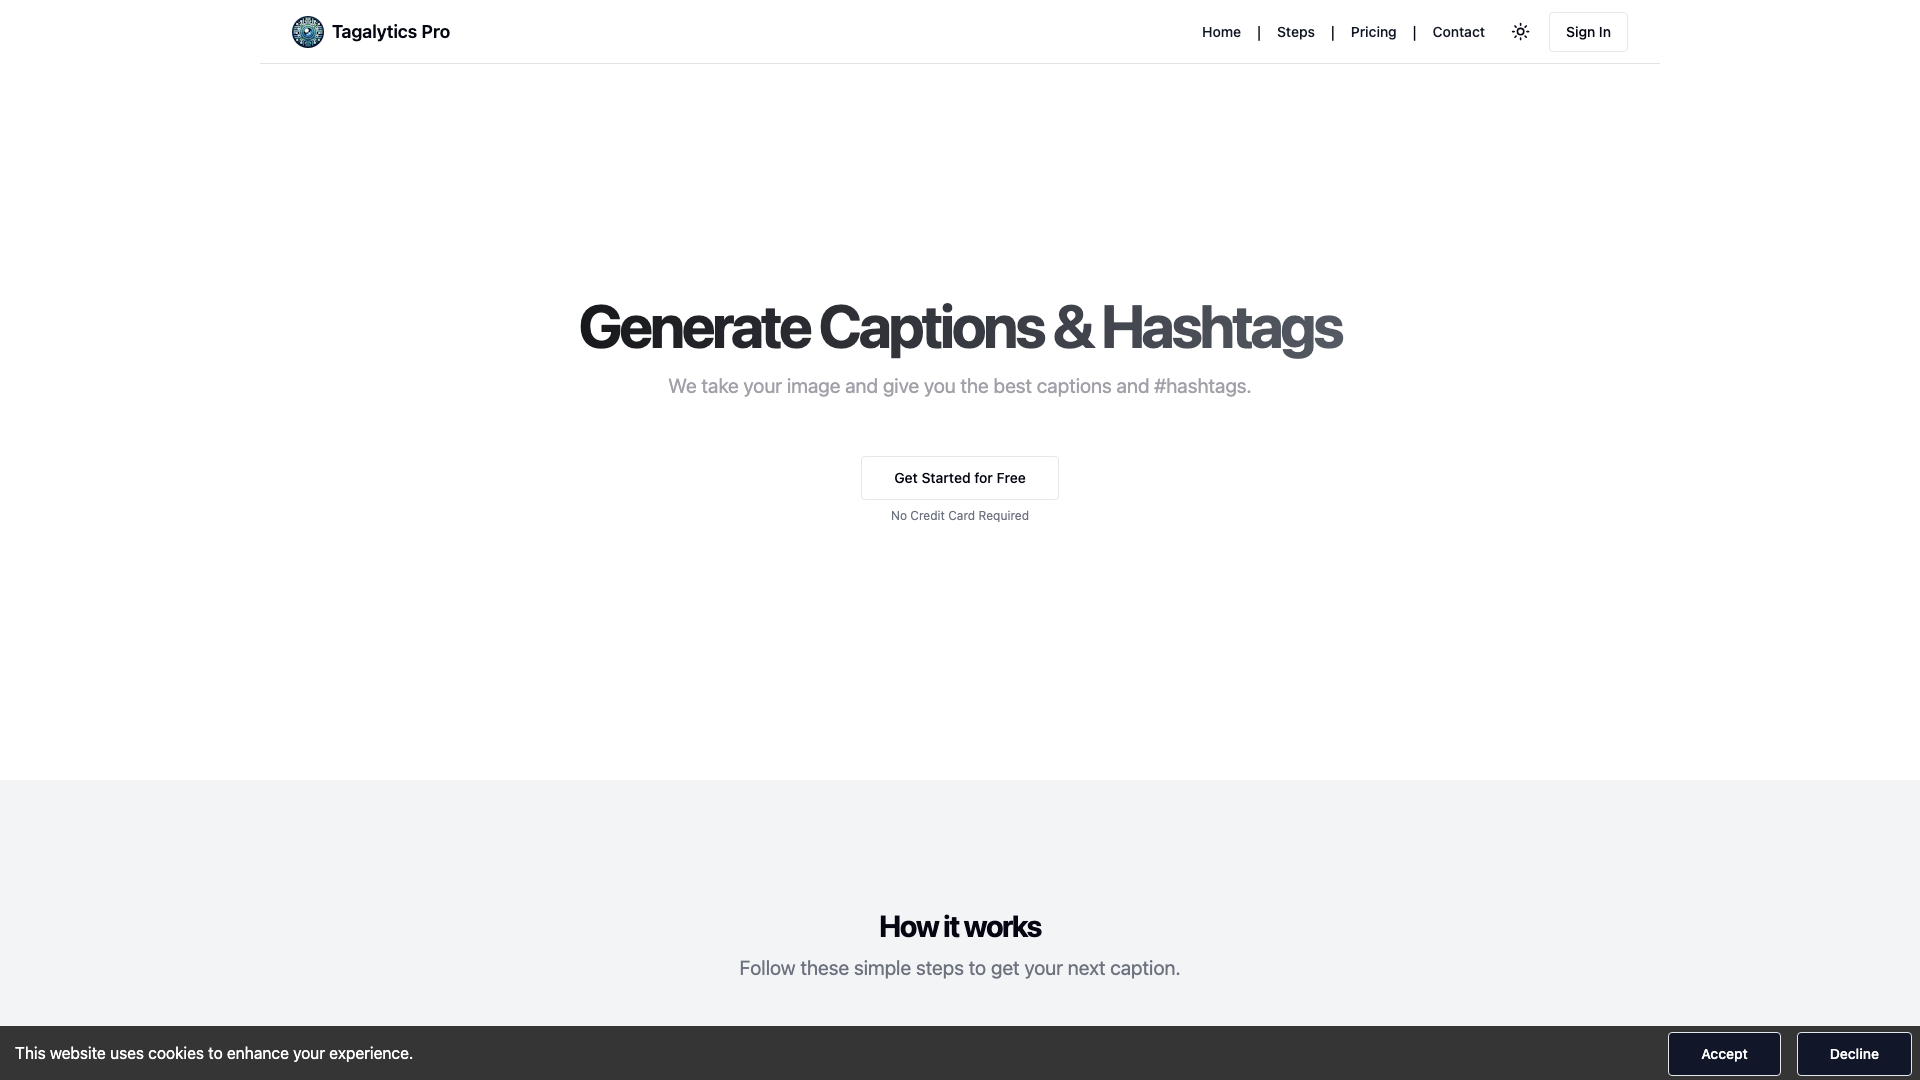 Tagalytics Pro
Home | Steps | Pricing | Contact
Sign In
Generate Captions & Hashtags
We take your image and give you the best captions and #hashtags.
Get Started for Free
No Credit Card Required
How it works
Follow these simple steps to get your next caption.
This website uses cookies to enhance your experience.
Accept
Decline